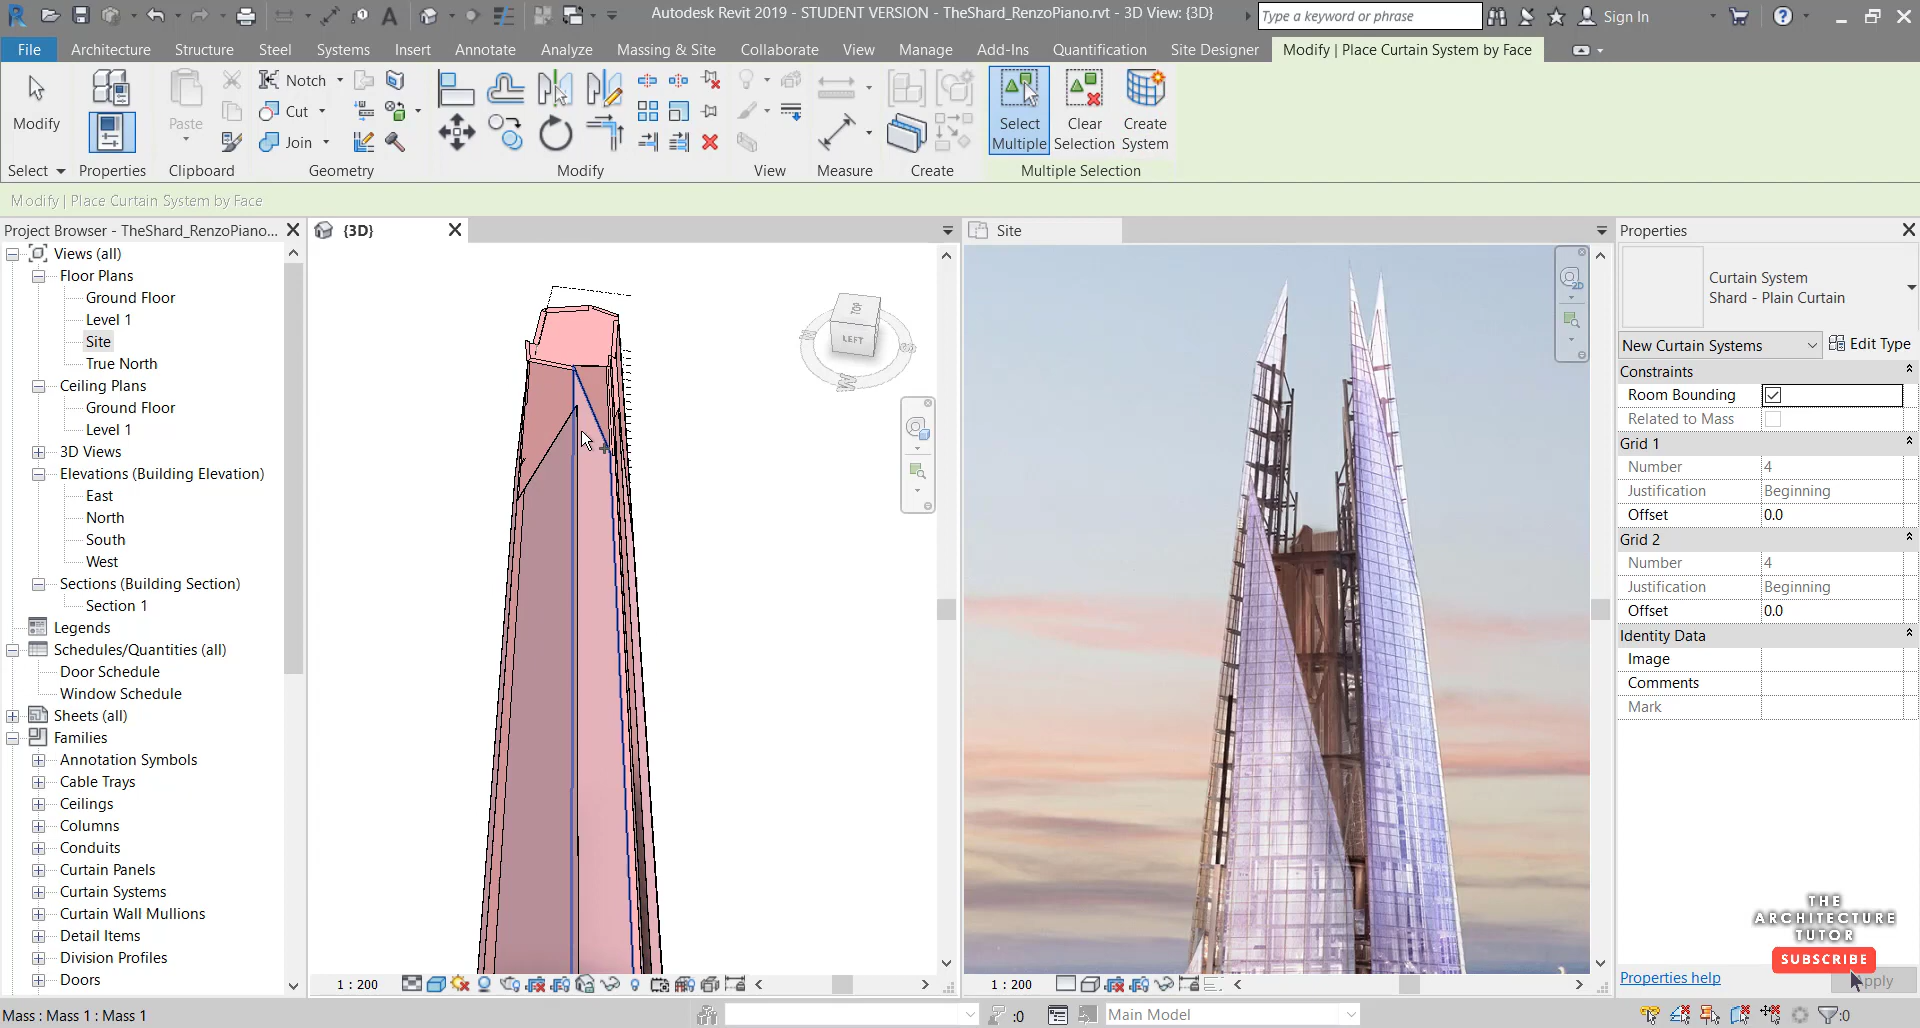 Autodesk Revit 2019 - STUDENT VERSION - TheShard_RenzoPiano.rvt - 3D View: {3D}
Type a keyword or phrase
Sign In
File Architecture Structure Steel Systems Insert Annotate Analyze Massing & Site Collaborate View Manage Add-Ins Quantification Site Designer Modify | Place Curtain System by Face
Modify
Paste
Notch
Cut
Join
Select Multiple
Clear Selection
Create System
Select Properties Clipboard Geometry Modify View Measure Create Multiple Selection
Modify | Place Curtain System by Face
Project Browser - TheShard_RenzoPiano...
Views (all)
Floor Plans
Ground Floor
Level 1
Site
True North
Ceiling Plans
Ground Floor
Level 1
3D Views
Elevations (Building Elevation)
East
North
South
West
Sections (Building Section)
Section 1
Legends
Schedules/Quantities (all)
Door Schedule
Window Schedule
Sheets (all)
Families
Annotation Symbols
Cable Trays
Ceilings
Columns
Conduits
Curtain Panels
Curtain Systems
Curtain Wall Mullions
Detail Items
Division Profiles
Doors
{3D}
TOP
LEFT
1 : 200
Site
2D
1 : 200
Properties
Curtain System
Shard - Plain Curtain
New Curtain Systems
Edit Type
Constraints
Room Bounding
Related to Mass
Grid 1
Number 4
Justification Beginning
Offset 0.0
Grid 2
Number 4
Justification Beginning
Offset 0.0
Identity Data
Image
Comments
Mark
THE
ARCHITECTURE
TUTOR
SUBSCRIBE
Properties help
Mass : Mass 1 : Mass 1
:0
Main Model
:0